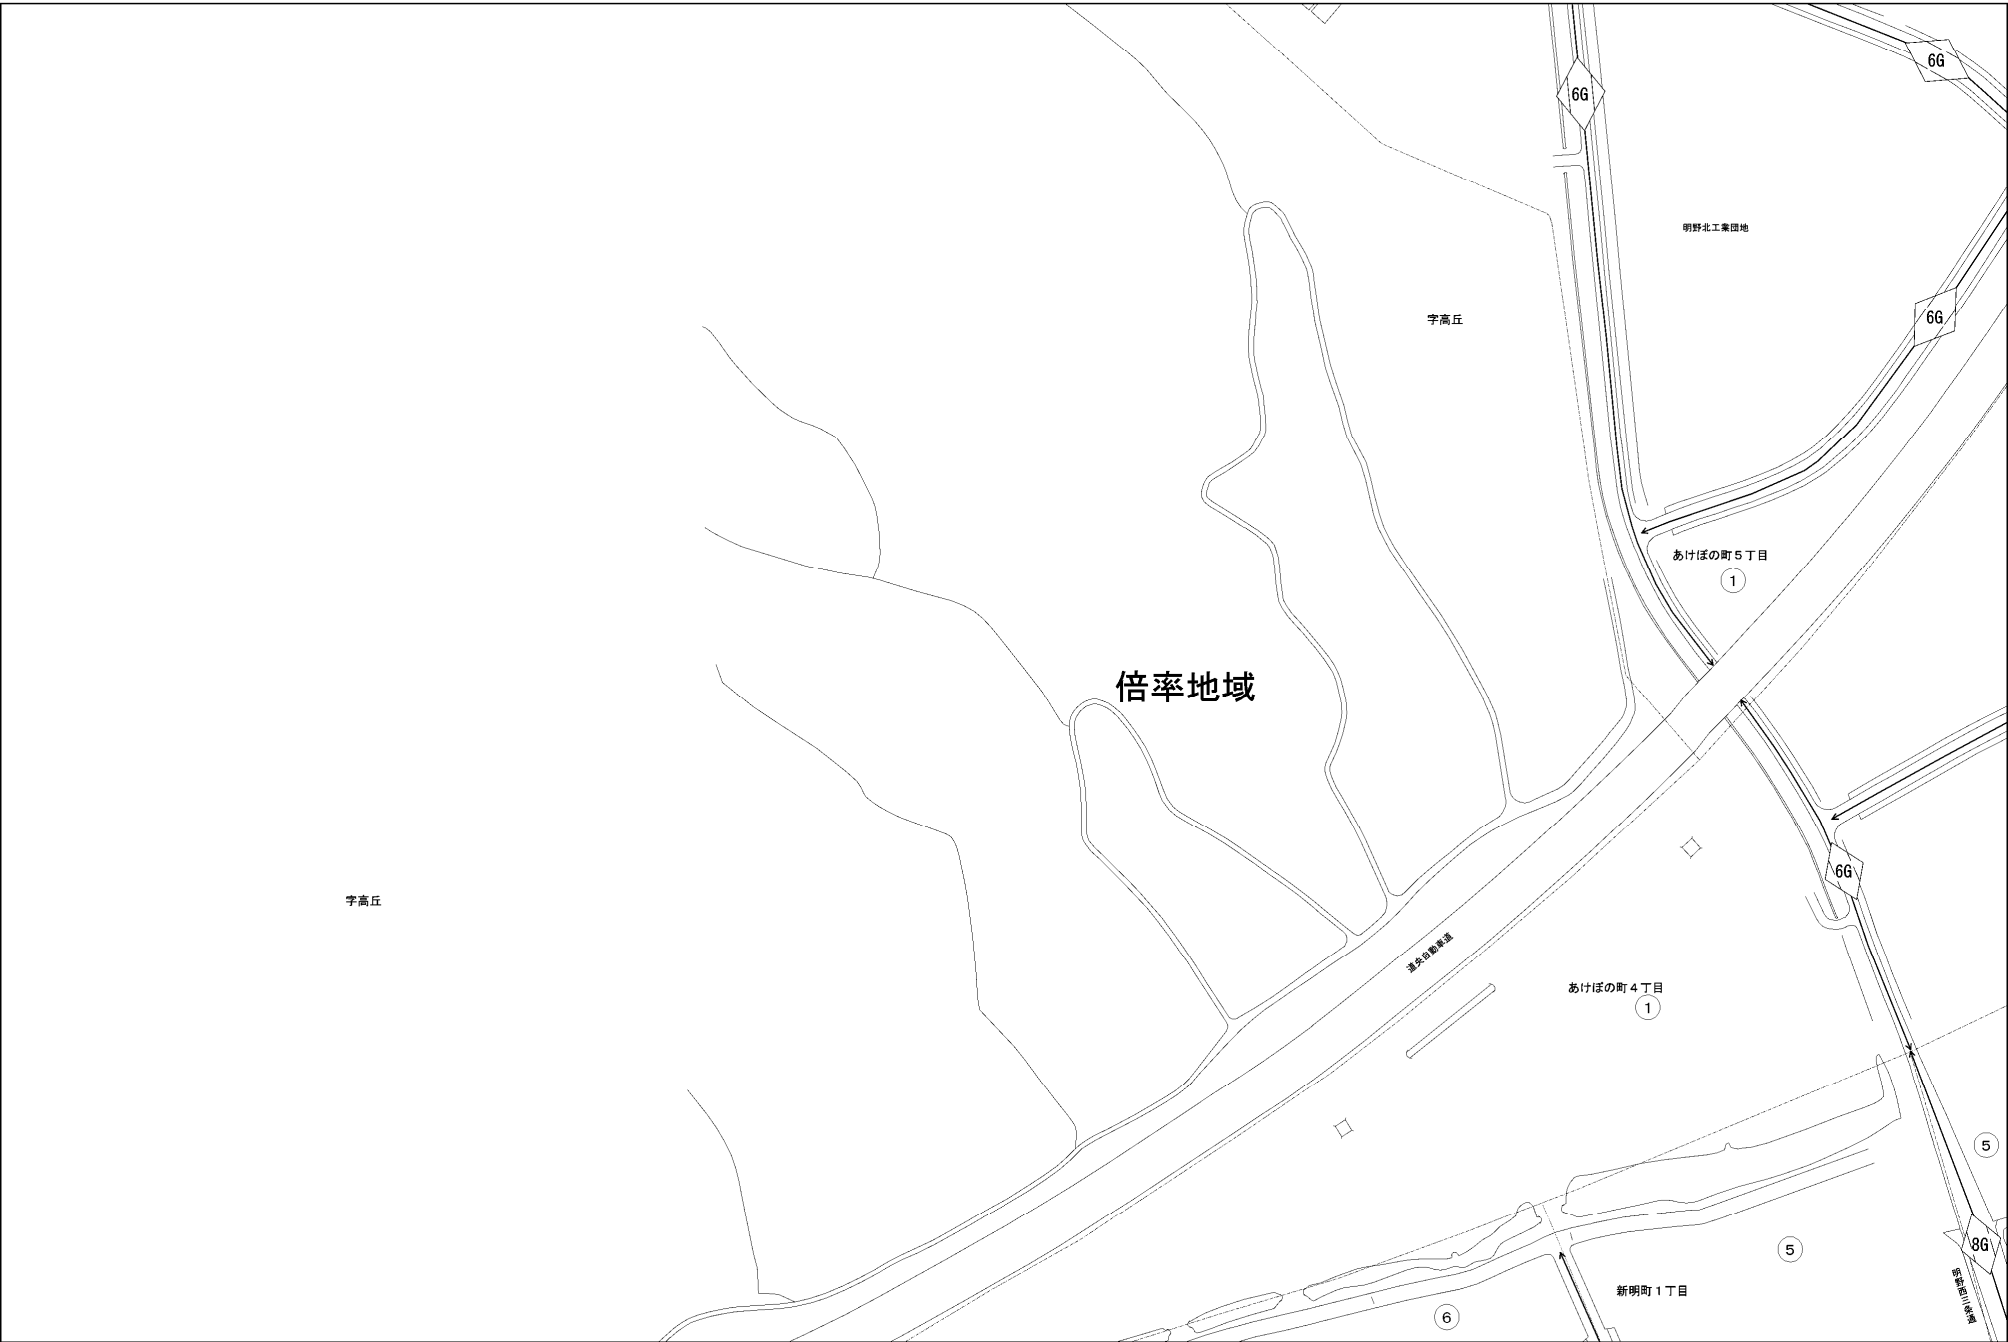 6G
6G
明野北工業団地
字高丘
6G
あけぼの町5丁目
1
倍率地域
6G
字高丘
道央自動車道
あけぼの町4丁目
1
5
8G
5
明野西三条通
新明町1丁目
6